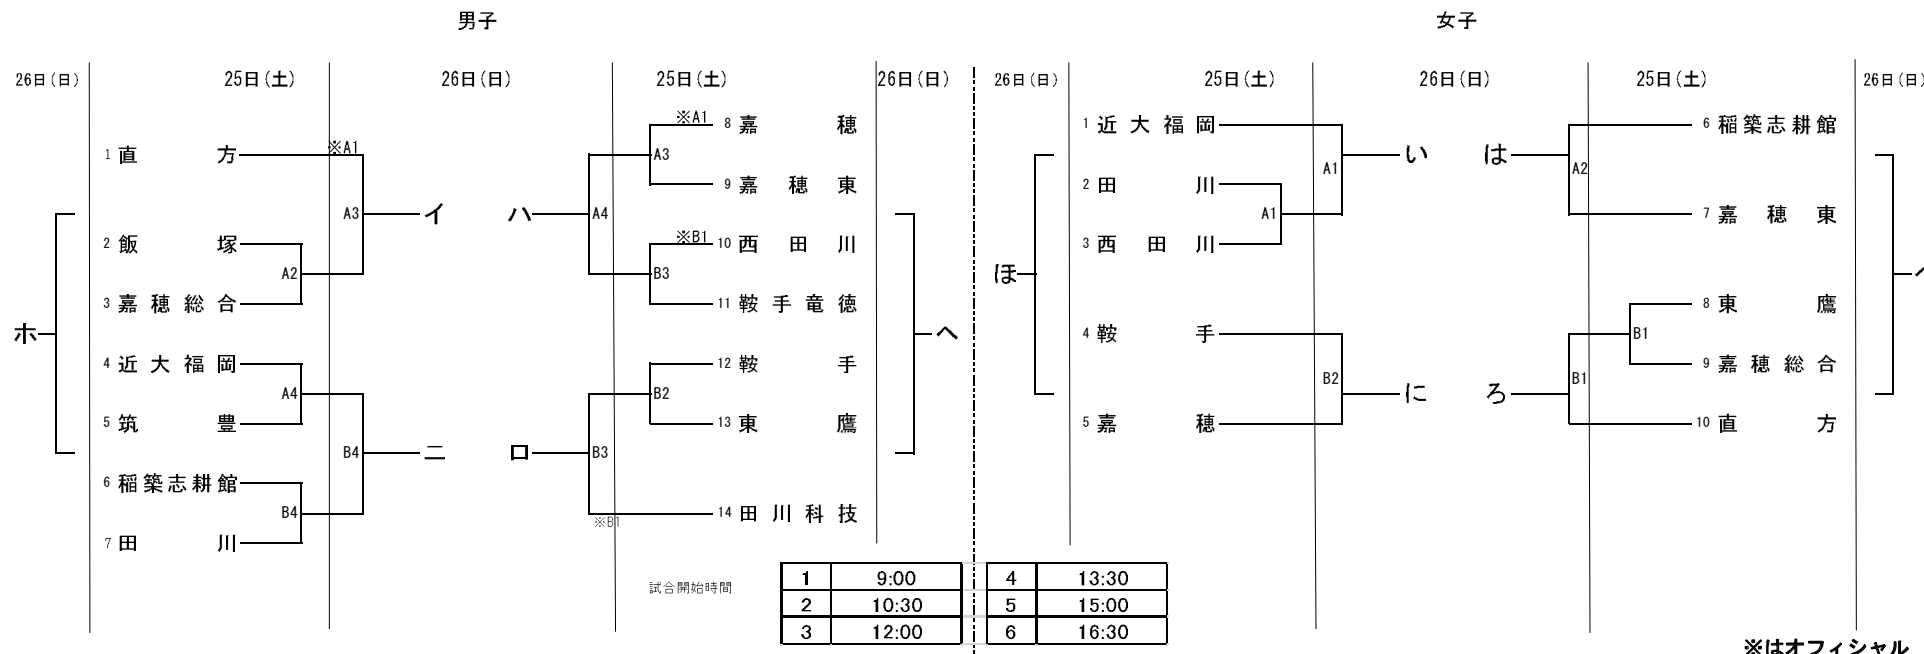 男子
女子
26日(日) 25日(土) 26日(日) 25日(土) 26日(日)
26日(日) 25日(土) 26日(日) 25日(土) 26日(日)
1 直方 ※A1
2 飯塚
A2
3 嘉穂総合
A3
イ
4 近大福岡
A4
5 筑豊
6 稲築志耕館
B4
7 田川
B4
ニ
ホ
※A1 8 嘉穂
A3
9 嘉穂東
A4
ハ
※B1 10 西田川
B3
11 鞍手竜徳
12 鞍手
B2
13 東鷹
B3
ロ
14 田川科技
※B1
ヘ
1 近大福岡
A1
い
2 田川
A1
3 西田川
4 鞍手
B2
に
5 嘉穂
ほ
6 稲築志耕館
A2
は
7 嘉穂東
8 東鷹
B1
9 嘉穂総合
B1
ろ
10 直方
試合開始時間
1 9:00 4 13:30
2 10:30 5 15:00
3 12:00 6 16:30
※はオフィシャル